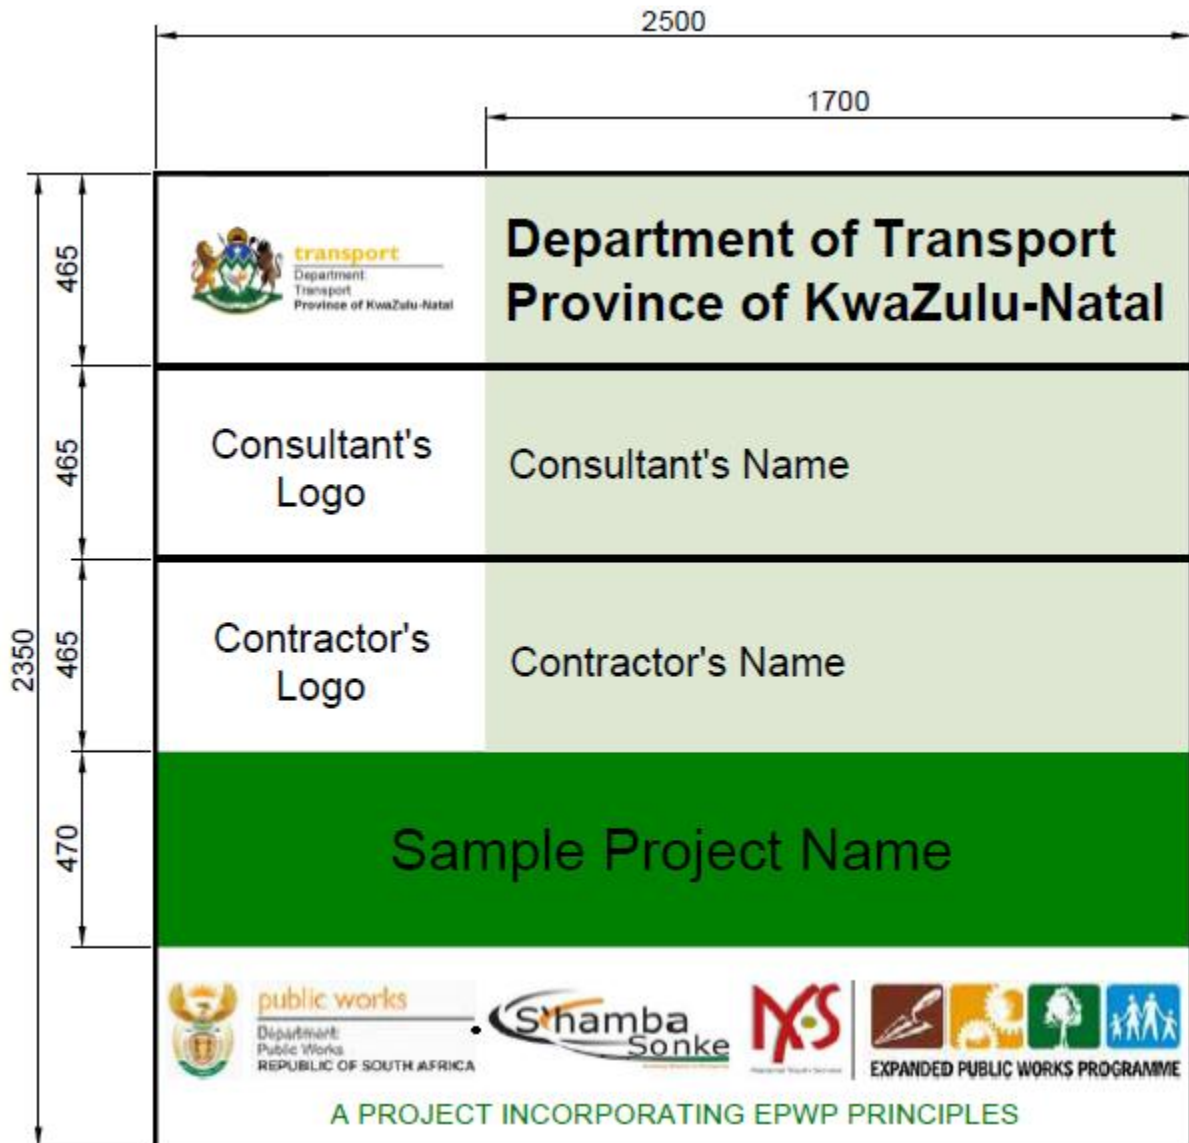 2500
1700
465
transport
Department:
Transport
Province of KwaZulu-Natal
Department of Transport
Province of KwaZulu-Natal
465
Consultant's
Logo
Consultant's Name
2350
465
Contractor's
Logo
Contractor's Name
470
Sample Project Name
public works
Department:
Public Works
REPUBLIC OF SOUTH AFRICA
S'hamba
Sonke
NYS
EXPANDED PUBLIC WORKS PROGRAMME
A PROJECT INCORPORATING EPWP PRINCIPLES